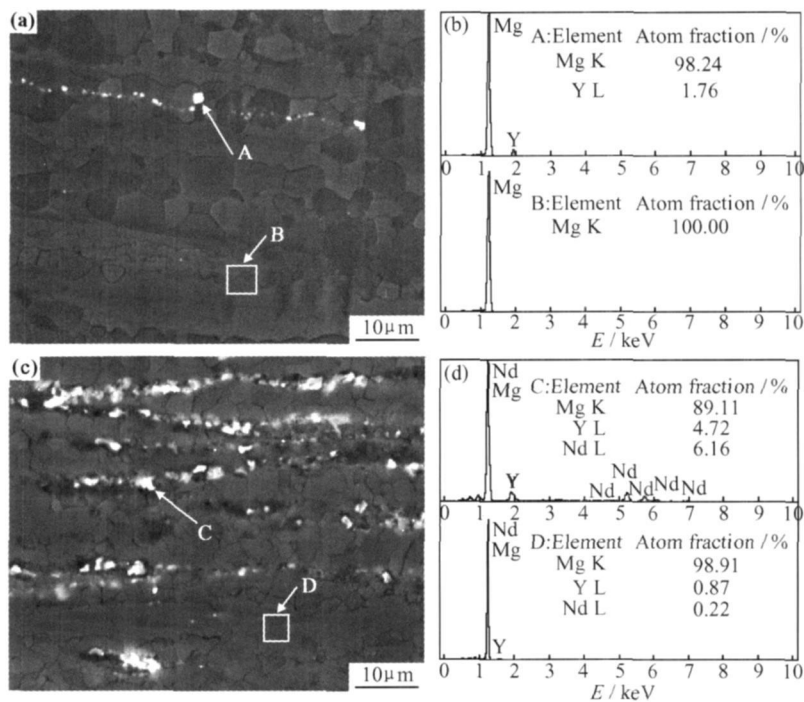 (a)
A
B
10μm
(b)
Mg
A:Element Atom fraction / %
Mg K 98.24
Y L 1.76
Y
0 1 2 3 4 5 6 7 8 9 10
Mg
B:Element Atom fraction / %
Mg K 100.00
0 1 2 3 4 5 6 7 8 9 10
E / keV
(c)
C
D
10μm
(d)
Nd
Mg
C:Element Atom fraction / %
Mg K 89.11
Y L 4.72
Nd L 6.16
Y
Nd
Nd Nd Nd Nd
0 1 2 3 4 5 6 7 8 9 10
Nd
Mg
D:Element Atom fraction / %
Mg K 98.91
Y L 0.87
Nd L 0.22
Y
0 1 2 3 4 5 6 7 8 9 10
E / keV